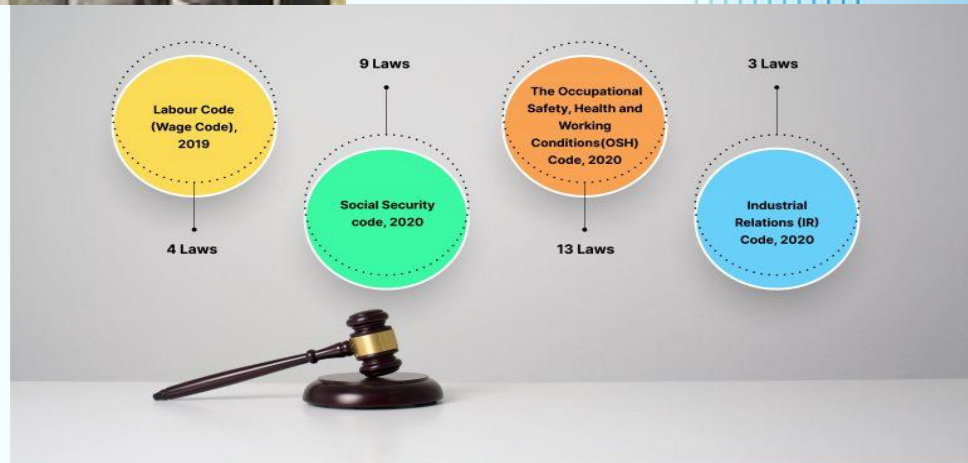 Labour Code
(Wage Code),
2019
4 Laws
9 Laws
Social Security
code, 2020
The Occupational
Safety, Health and
Working
Conditions(OSH)
Code, 2020
13 Laws
3 Laws
Industrial
Relations (IR)
Code, 2020